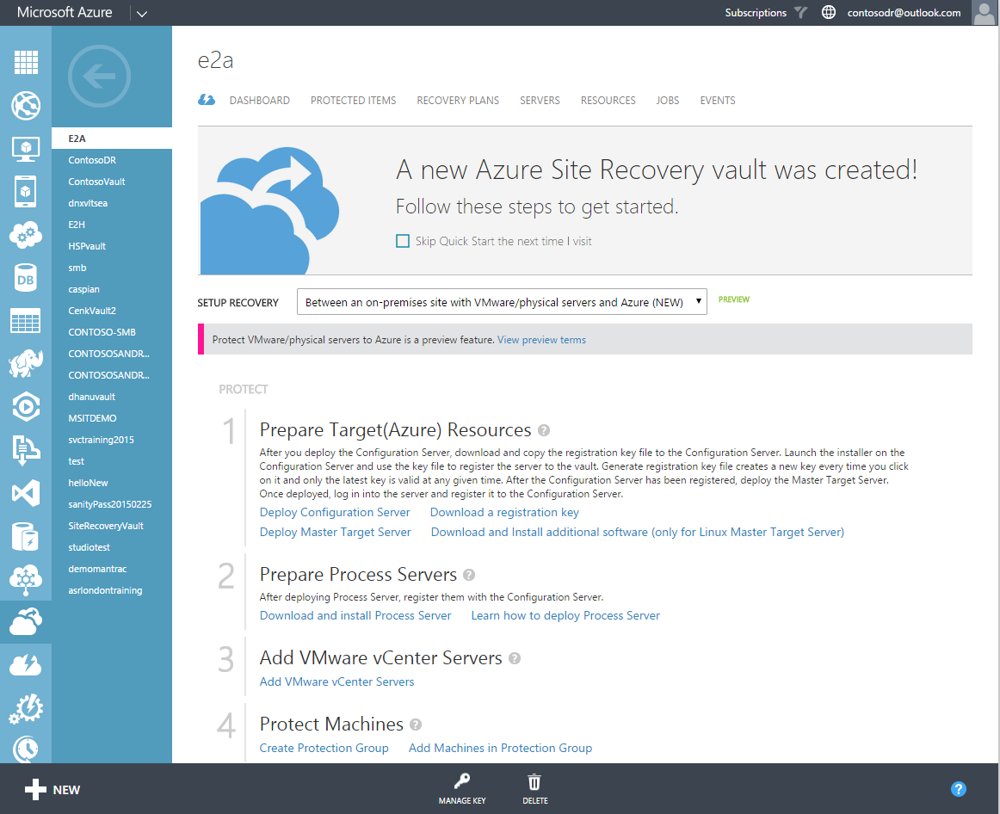 Microsoft Azure
Subscriptions contosodr@outlook.com
E2A
ContosoDR
ContosoVault
dnxvltsea
E2H
HSPvault
smb
caspian
CenkVault2
CONTOSO-SMB
CONTOSOSANDR...
CONTOSOSANDR...
dhanuvault
MSITDEMO
svctraining2015
test
helloNew
sanityPass20150225
SiteRecoveryVault
studiotest
demomantrac
asrlondontraining
DB
e2a
DASHBOARD PROTECTED ITEMS RECOVERY PLANS SERVERS RESOURCES JOBS EVENTS
A new Azure Site Recovery vault was created!
Follow these steps to get started.
Skip Quick Start the next time I visit
SETUP RECOVERY Between an on-premises site with VMware/physical servers and Azure (NEW) PREVIEW
Protect VMware/physical servers to Azure is a preview feature. View preview terms
PROTECT
1 Prepare Target(Azure) Resources ?
After you deploy the Configuration Server, download and copy the registration key file to the Configuration Server. Launch the installer on the
Configuration Server and use the key file to register the server to the vault. Generate registration key file creates a new key every time you click
on it and only the latest key is valid at any given time. After the Configuration Server has been registered, deploy the Master Target Server.
Once deployed, log in into the server and register it to the Configuration Server.
Deploy Configuration Server Download a registration key
Deploy Master Target Server Download and Install additional software (only for Linux Master Target Server)
2 Prepare Process Servers ?
After deploying Process Server, register them with the Configuration Server.
Download and install Process Server Learn how to deploy Process Server
3 Add VMware vCenter Servers ?
Add VMware vCenter Servers
4 Protect Machines ?
Create Protection Group Add Machines in Protection Group
NEW MANAGE KEY DELETE ?